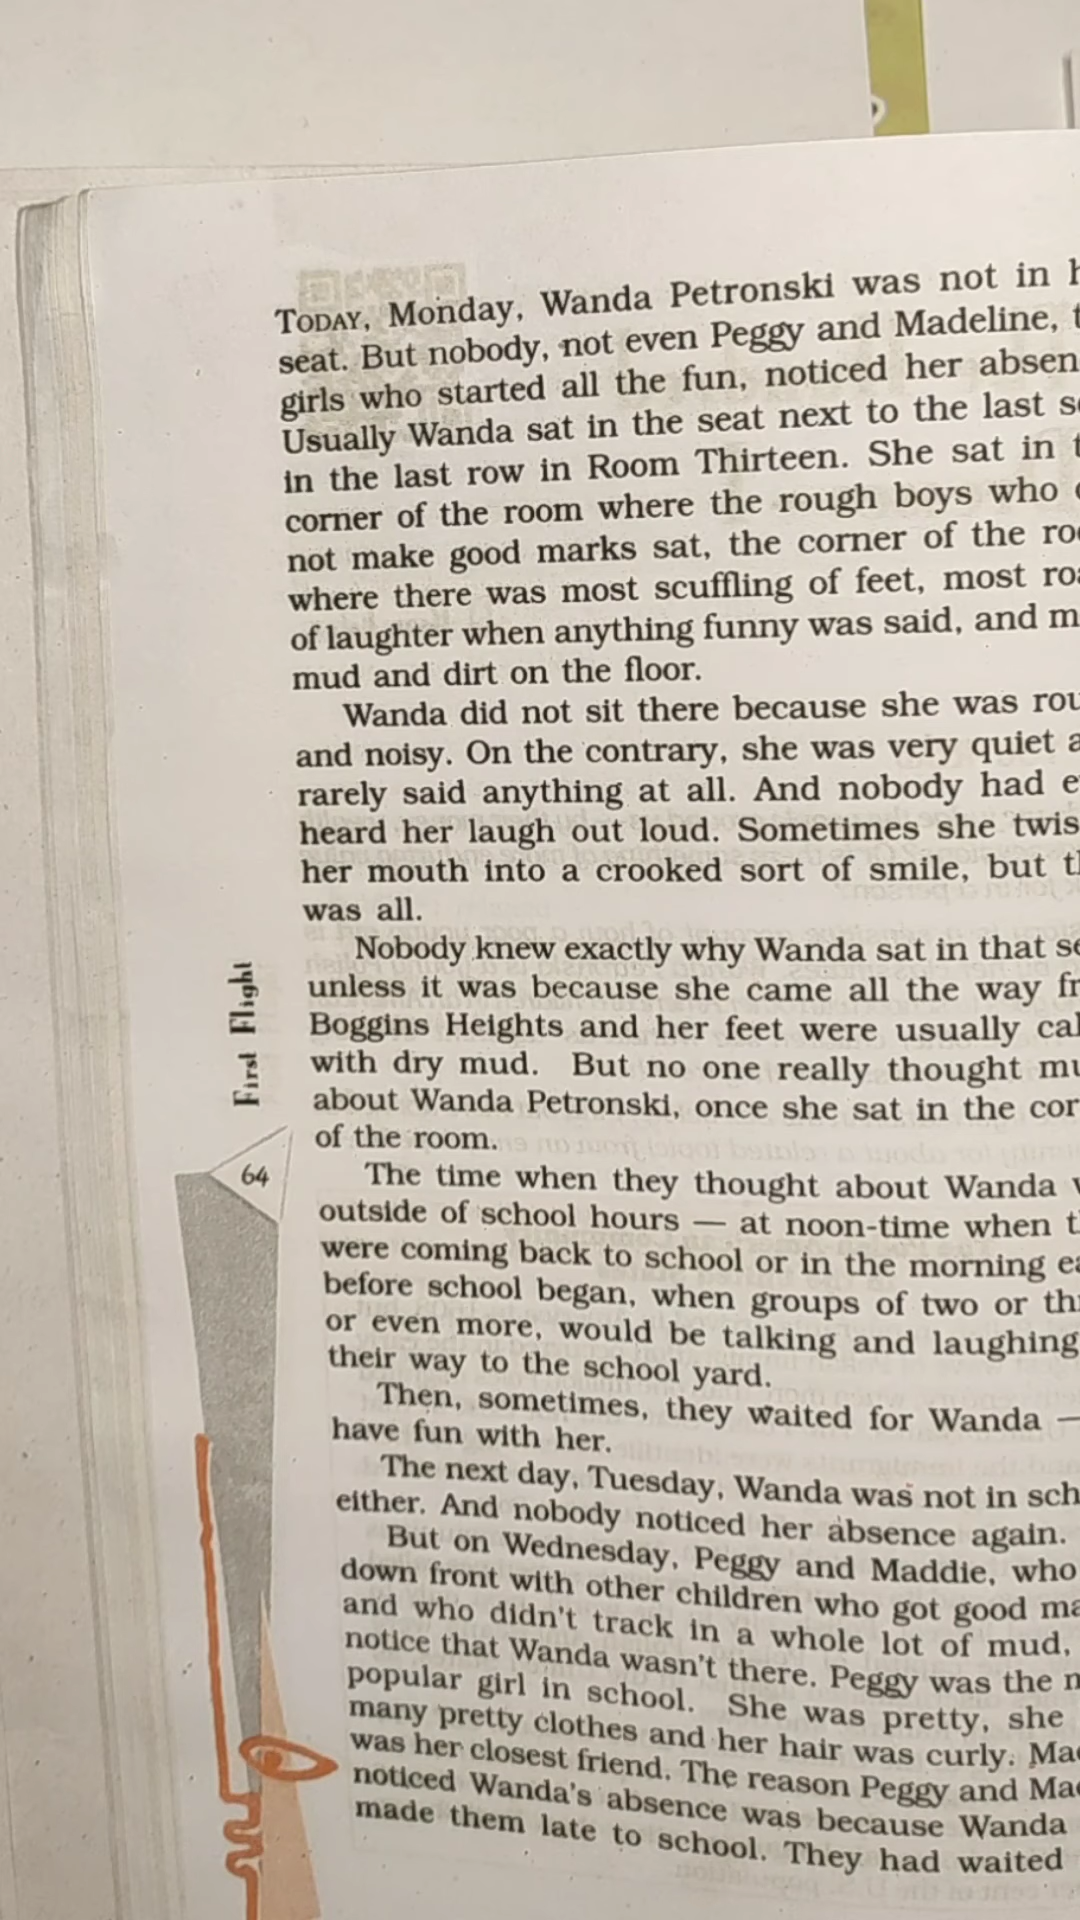 TODAY, Monday, Wanda Petronski was not in
seat. But nobody, not even Peggy and Madeline,
girls who started all the fun, noticed her
Usually Wanda sat in the seat next to the last
in the last row in Room Thirteen. She sat in
corner of the room where the rough boys who
not make good marks sat, the corner of the
where there was most scuffling of feet, most
of laughter when anything funny was said, and
mud and dirt on the floor.
Wanda did not sit there because she was
and noisy. On the contrary, she was very quiet
rarely said anything at all. And nobody had
heard her laugh out loud. Sometimes she
her mouth into a crooked sort of smile, but
was all.
Nobody knew exactly why Wanda sat in that
unless it was because she came all the way
Boggins Heights and her feet were usually
with dry mud. But no one really thought
about Wanda Petronski, once she sat in the
of the room.
The time when they thought about Wanda
outside of school hours — at noon-time when
were coming back to school or in the morning
before school began, when groups of two or
or even more, would be talking and laughing
their way to the school yard.
Then, sometimes, they waited for Wanda —
have fun with her.
The next day, Tuesday, Wanda was not in
either. And nobody noticed her absence again.
But on Wednesday, Peggy and Maddie, who
down front with other children who got good
and who didn't track in a whole lot of mud,
notice that Wanda wasn't there. Peggy was the
popular girl in school. She was pretty, she
many pretty clothes and her hair was curly.
was her closest friend. The reason Peggy and
noticed Wanda's absence was because Wanda
made them late to school. They had waited
First Flight
64